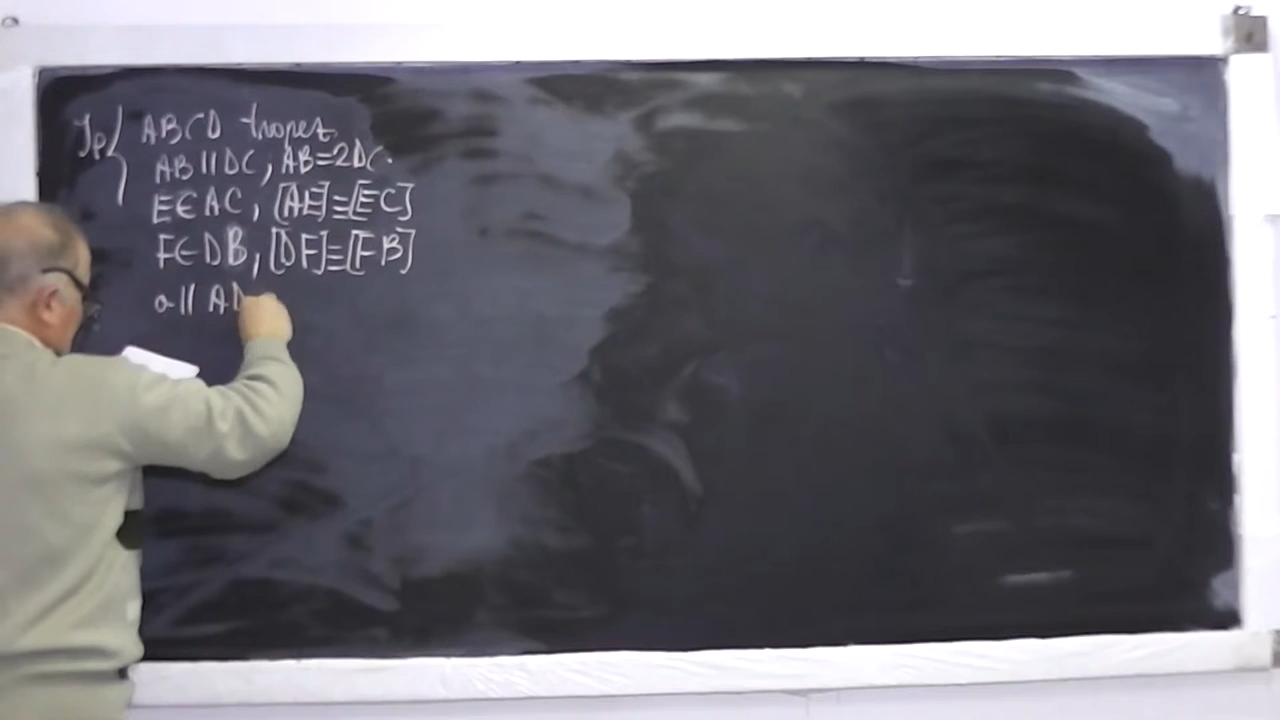 Ip { ABCD trapez
AB || DC, AB=2DC.
E∈AC, [AE]≡[EC]
F∈DB, [DF]≡[FB]
a || AD